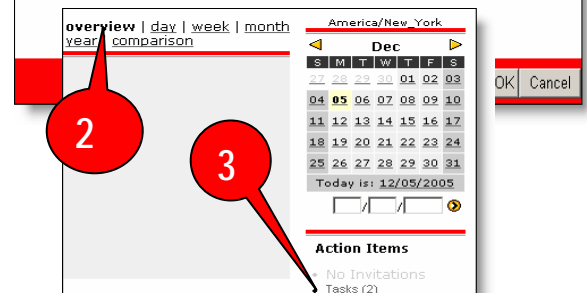 overview | day | week | month
year | comparison
America/New_York
Dec
S M T W T F S
27 28 29 30 01 02 03
04 05 06 07 08 09 10
11 12 13 14 15 16 17
18 19 20 21 22 23 24
25 26 27 28 29 30 31
Today is: 12/05/2005
/ /
OK Cancel
2
3
Action Items
• No Invitations
• Tasks (2)